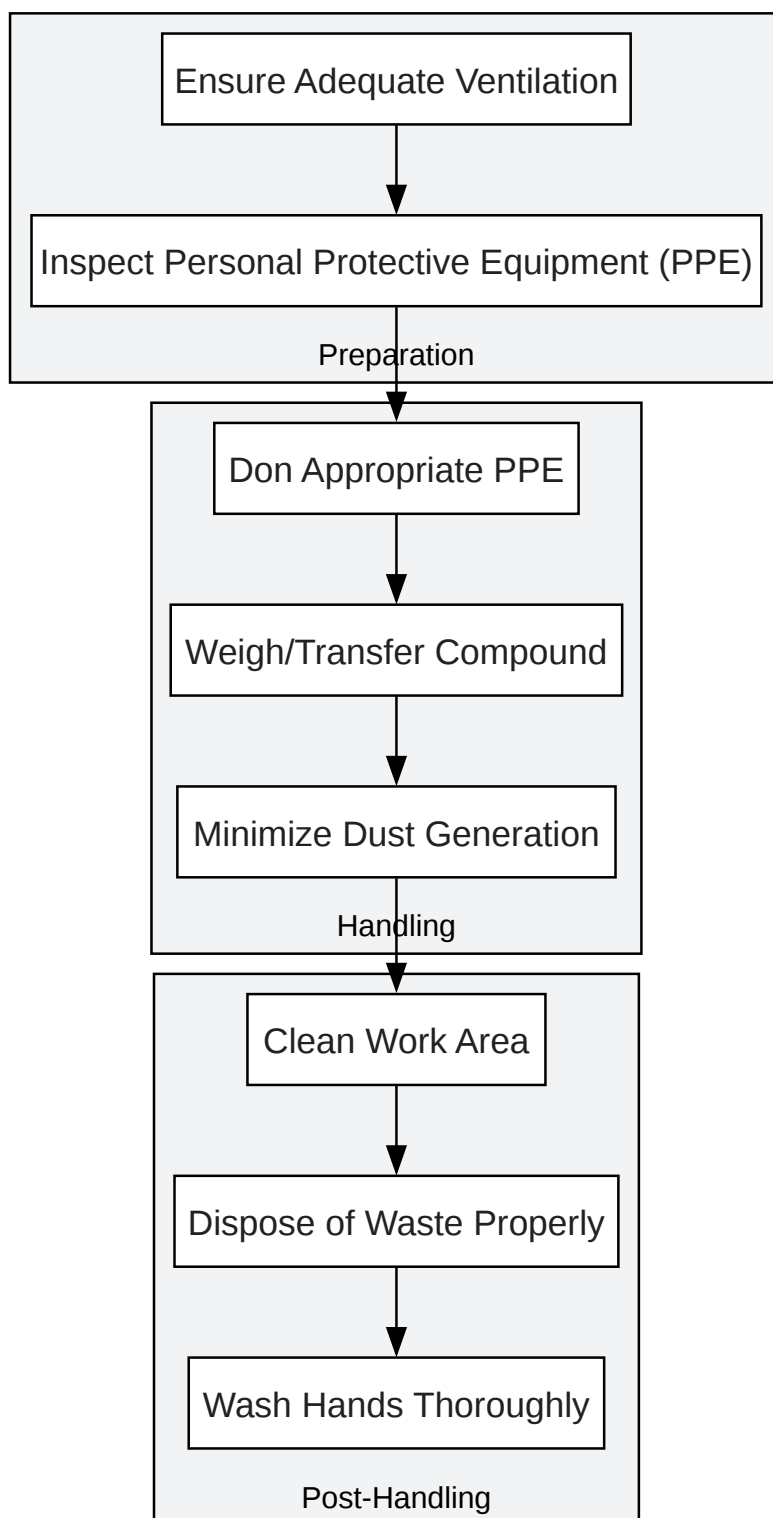 Ensure Adequate Ventilation
Inspect Personal Protective Equipment (PPE)
Preparation
Don Appropriate PPE
Weigh/Transfer Compound
Minimize Dust Generation
Handling
Clean Work Area
Dispose of Waste Properly
Wash Hands Thoroughly
Post-Handling